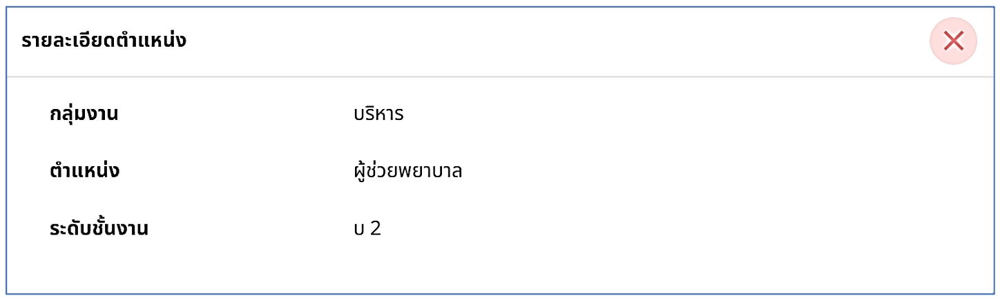 รายละเอียดตำแหน่ง
กลุ่มงาน บริหาร
ตำแหน่ง ผู้ช่วยพยาบาล
ระดับชั้นงาน บ 2